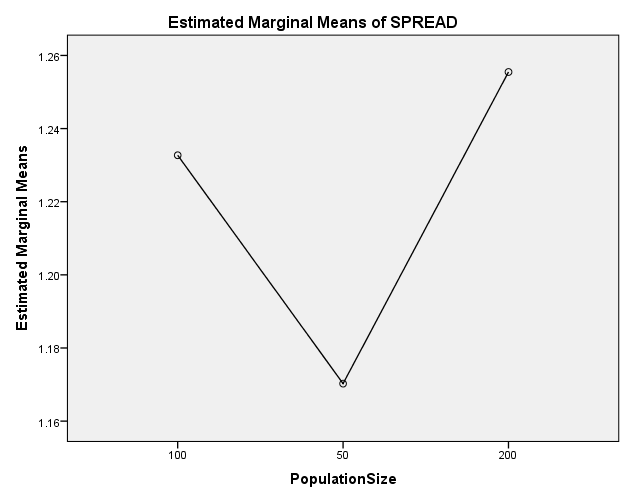 Estimated Marginal Means of SPREAD
1.26
1.24
1.22
1.20
1.18
1.16
Estimated Marginal Means
100 50 200
PopulationSize